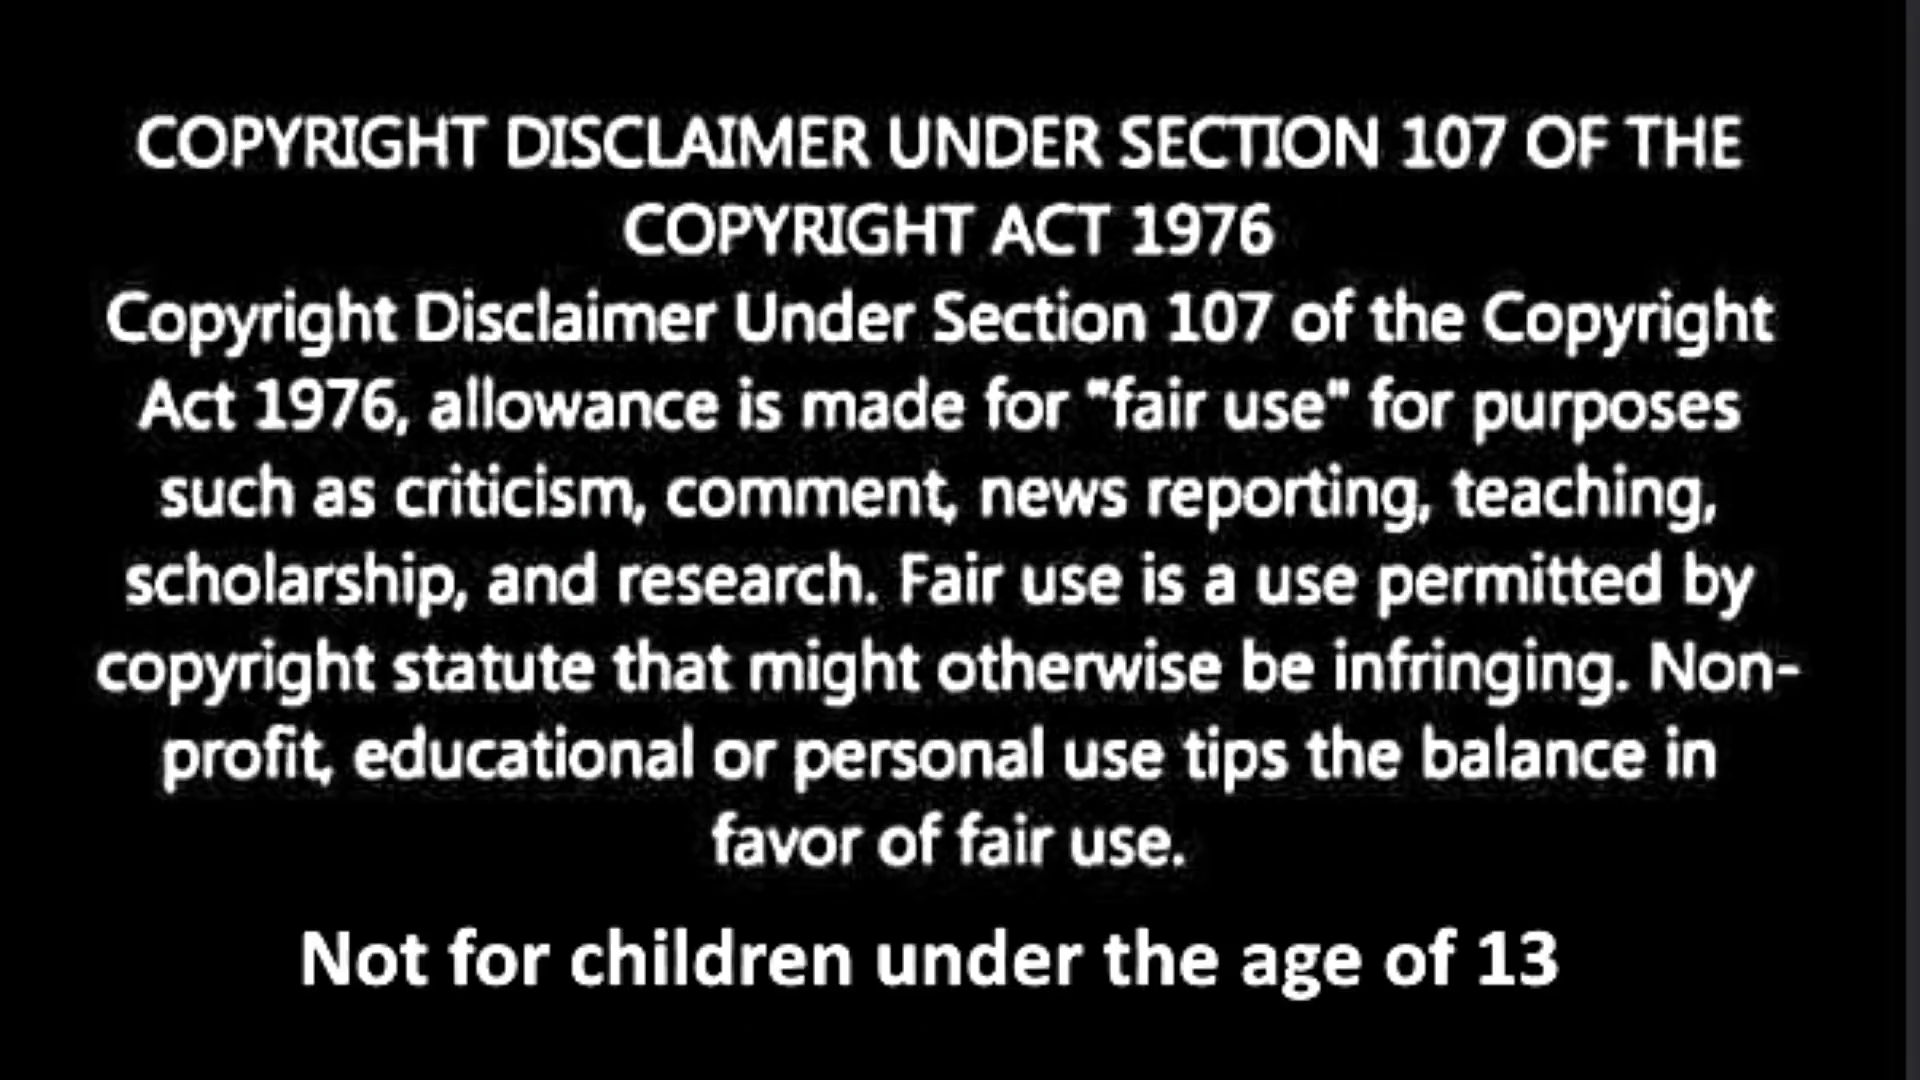 COPYRIGHT DISCLAIMER UNDER SECTION 107 OF THE
COPYRIGHT ACT 1976
Copyright Disclaimer Under Section 107 of the Copyright
Act 1976, allowance is made for "fair use" for purposes
such as criticism, comment, news reporting, teaching,
scholarship, and research. Fair use is a use permitted by
copyright statute that might otherwise be infringing. Non-
profit, educational or personal use tips the balance in
favor of fair use.
Not for children under the age of 13